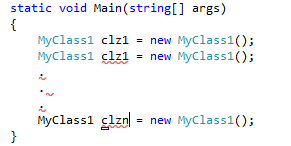 static void Main(string[] args)
{
MyClass1 clz1 = new MyClass1();
MyClass1 clz1 = new MyClass1();
.
.
.
MyClass1 clzn = new MyClass1();
}